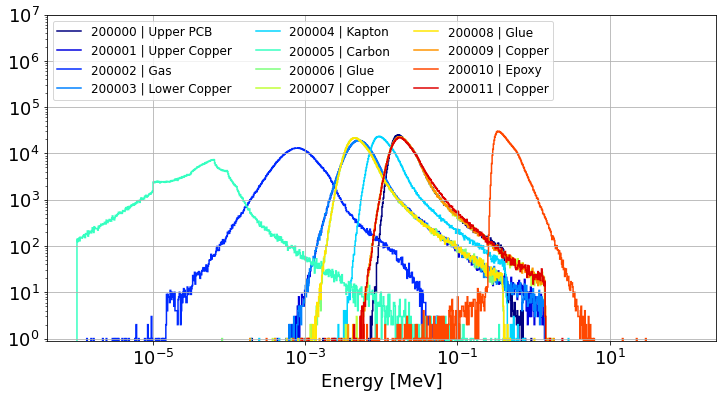 10^7
10^6
10^5
10^4
10^3
10^2
10^1
10^0
200000 | Upper PCB
200001 | Upper Copper
200002 | Gas
200003 | Lower Copper
200004 | Kapton
200005 | Carbon
200006 | Glue
200007 | Copper
200008 | Glue
200009 | Copper
200010 | Epoxy
200011 | Copper
10^−5
10^−3
10^−1
10^1
Energy [MeV]